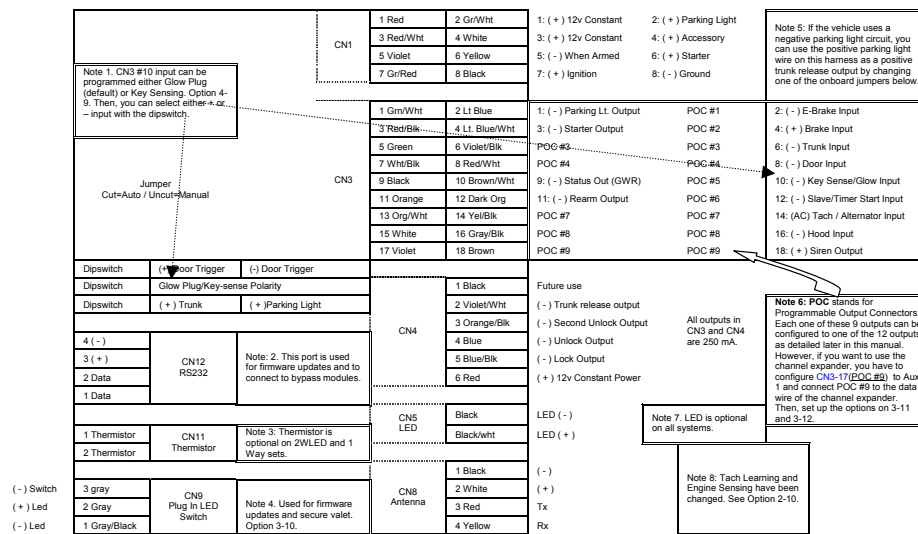 CN1
1 Red 2 Gr/Wht 1: ( + ) 12v Constant 2: ( + ) Parking Light
3 Red/Wht 4 White 3: ( + ) 12v Constant 4: ( + ) Accessory
5 Violet 6 Yellow 5: ( - ) When Armed 6: ( + ) Starter
7 Gr/Red 8 Black 7: ( + ) Ignition 8: ( - ) Ground
Note 5: If the vehicle uses a
negative parking light circuit, you
can use the positive parking light
wire on this harness as a positive
trunk release output by changing
one of the onboard jumpers below.
Note 1. CN3 #10 input can be
programmed either Glow Plug
(default) or Key Sensing. Option 4-
9. Then, you can select either + or
– input with the dipswitch.
Jumper
Cut=Auto / Uncut=Manual
CN3
1 Grn/Wht 2 Lt Blue 1: ( - ) Parking Lt. Output POC #1 2: ( - ) E-Brake Input
3 Red/Blk 4 Lt. Blue/Wht 3: ( - ) Starter Output POC #2 4: ( + ) Brake Input
5 Green 6 Violet/Blk POC #3 POC #3 6: ( - ) Trunk Input
7 Wht/Blk 8 Red/Wht POC #4 POC #4 8: ( - ) Door Input
9 Black 10 Brown/Wht 9: ( - ) Status Out (GWR) POC #5 10: ( - ) Key Sense/Glow Input
11 Orange 12 Dark Org 11: ( - ) Rearm Output POC #6 12: ( - ) Slave/Timer Start Input
13 Org/Wht 14 Yel/Blk POC #7 POC #7 14: (AC) Tach / Alternator Input
15 White 16 Gray/Blk POC #8 POC #8 16: ( - ) Hood Input
17 Violet 18 Brown POC #9 POC #9 18: ( + ) Siren Output
Dipswitch (+) Door Trigger (-) Door Trigger
Dipswitch Glow Plug/Key-sense Polarity
Dipswitch ( + ) Trunk ( + )Parking Light
CN4
1 Black Future use
2 Violet/Wht ( - ) Trunk release output
3 Orange/Blk ( - ) Second Unlock Output
4 Blue ( - ) Unlock Output
5 Blue/Blk ( - ) Lock Output
6 Red ( + ) 12v Constant Power
All outputs in
CN3 and CN4
are 250 mA.
Note 6: POC stands for
Programmable Output Connectors.
Each one of these 9 outputs can be
configured to one of the 12 outputs
as detailed later in this manual.
However, if you want to use the
channel expander, you have to
configure CN3-17(POC #9) to Aux
1 and connect POC #9 to the data
wire of the channel expander.
Then, set up the options on 3-11
and 3-12.
4 ( - )
3 ( + )
2 Data
1 Data
CN12
RS232
Note: 2. This port is used
for firmware updates and to
connect to bypass modules.
CN5
LED
Black LED ( - )
Black/wht LED ( + )
Note 7. LED is optional
on all systems.
1 Thermistor
2 Thermistor
CN11
Thermistor
Note 3: Thermistor is
optional on 2WLED and 1
Way sets.
CN8
Antenna
1 Black ( - )
2 White ( + )
3 Red Tx
4 Yellow Rx
Note 8: Tach Learning and
Engine Sensing have been
changed. See Option 2-10.
( - ) Switch 3 gray
( + ) Led 2 Gray
( - ) Led 1 Gray/Black
CN9
Plug In LED
Switch
Note 4. Used for firmware
updates and secure valet.
Option 3-10.